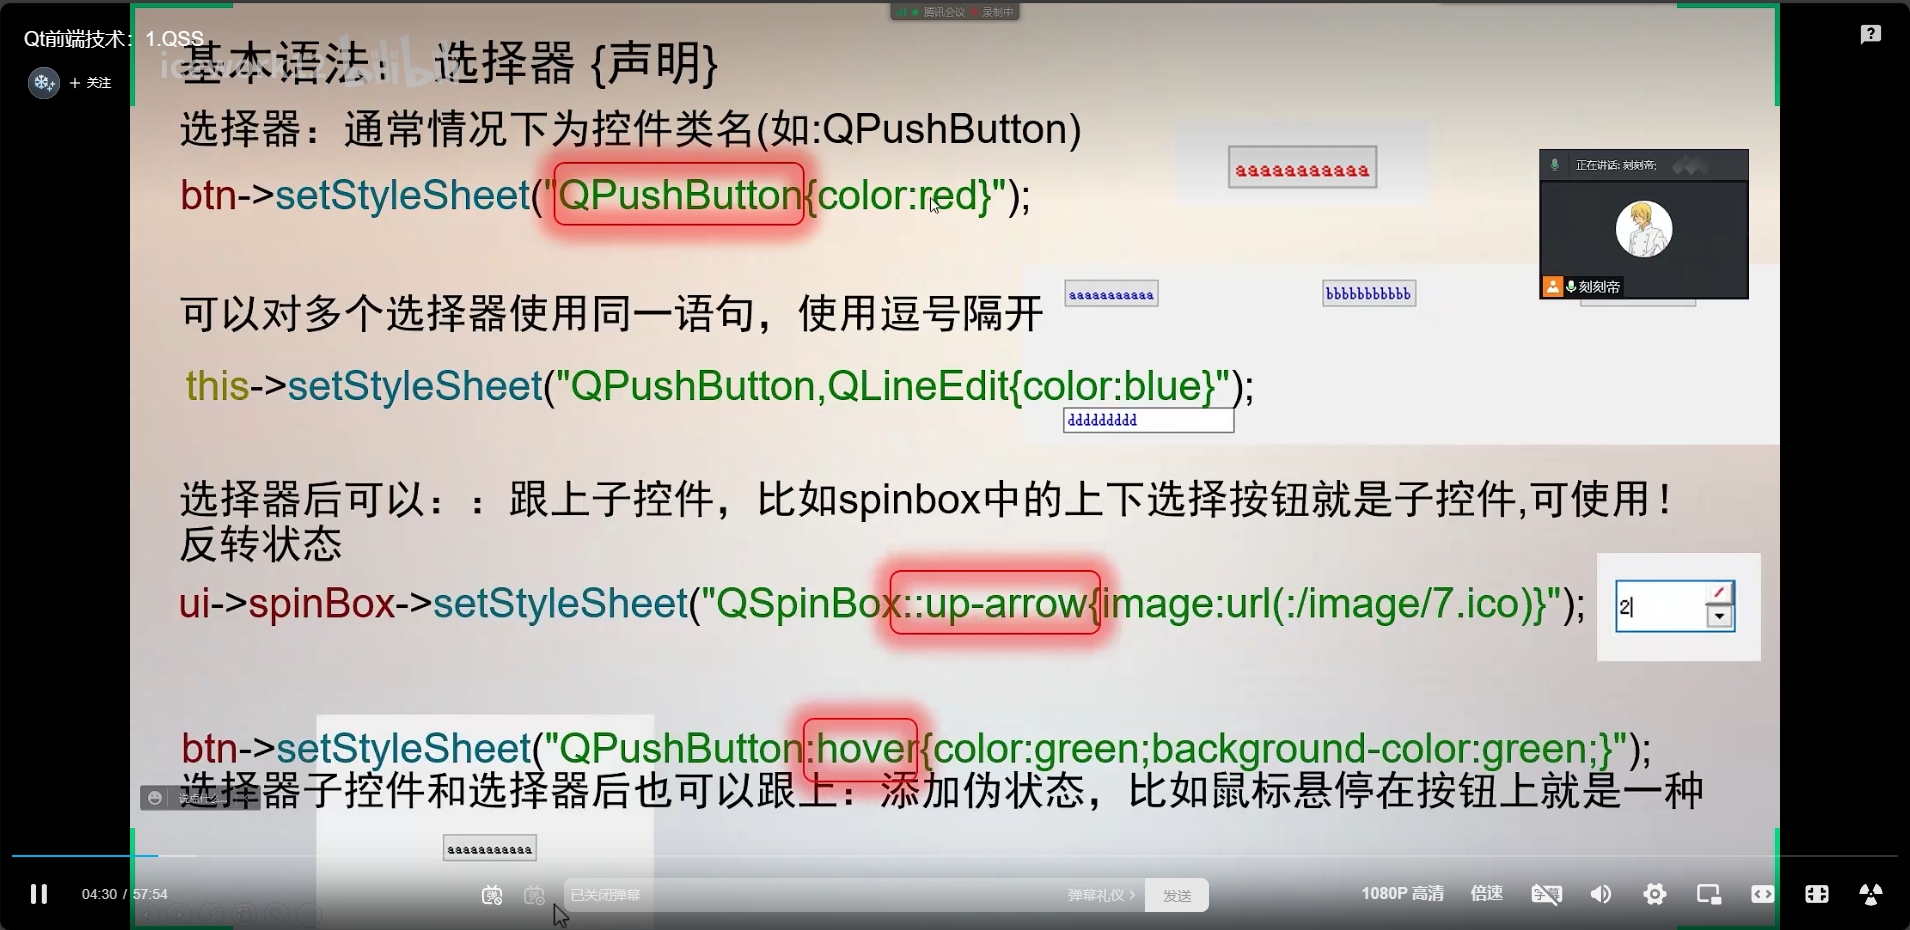 腾讯会议 录制中
Qt前端技术：1.QSS
+ 关注
bilibili
基本语法： 选择器 {声明}
选择器：通常情况下为控件类名(如:QPushButton)
aaaaaaaaaaa
正在讲话: 刻刻帝;
btn->setStyleSheet("QPushButton{color:red}");
刻刻帝
可以对多个选择器使用同一语句，使用逗号隔开
aaaaaaaaaaa
bbbbbbbbbbb
this->setStyleSheet("QPushButton,QLineEdit{color:blue}");
ddddddddd
选择器后可以：：跟上子控件，比如spinbox中的上下选择按钮就是子控件,可使用！
反转状态
ui->spinBox->setStyleSheet("QSpinBox::up-arrow{image:url(:/image/7.ico)}");
2
btn->setStyleSheet("QPushButton:hover{color:green;background-color:green;}");
选择器子控件和选择器后也可以跟上：添加伪状态，比如鼠标悬停在按钮上就是一种
说点什么...
aaaaaaaaaaa
04:30 / 57:54
已关闭弹幕
弹幕礼仪 >
发送
1080P 高清
倍速
字幕